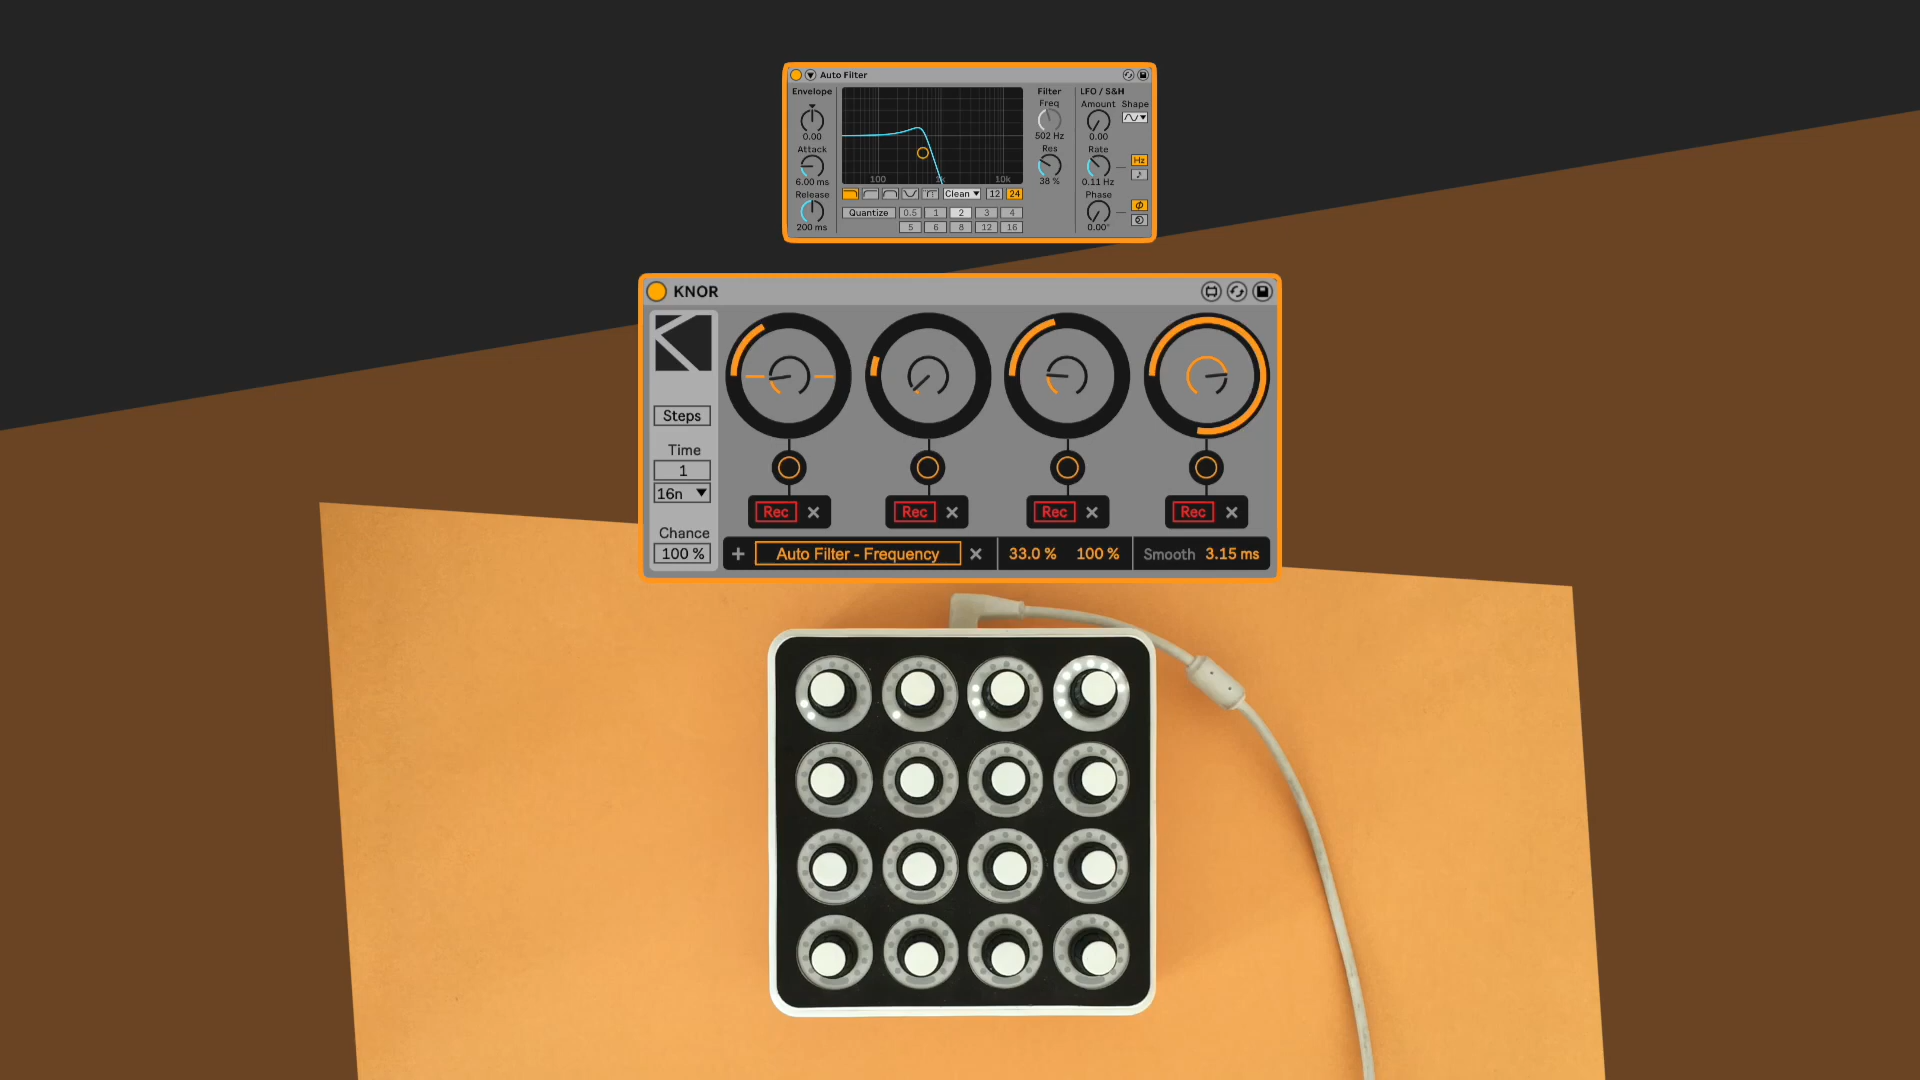 Auto Filter
Envelope
0.00
Attack
6.00 ms
Release
200 ms
100 1k 10k
Clean 12 24
Quantize 0.5 1 2 3 4
5 6 8 12 16
Filter
Freq
502 Hz
Res
38 %
LFO / S&H
Amount Shape
0.00
Rate
Hz
0.11 Hz
Phase
Φ
0.00°
KNOR
Steps
Time
1
16n
Chance
100 %
Rec × Rec × Rec × Rec ×
+ Auto Filter - Frequency × 33.0 % 100 % Smooth 3.15 ms